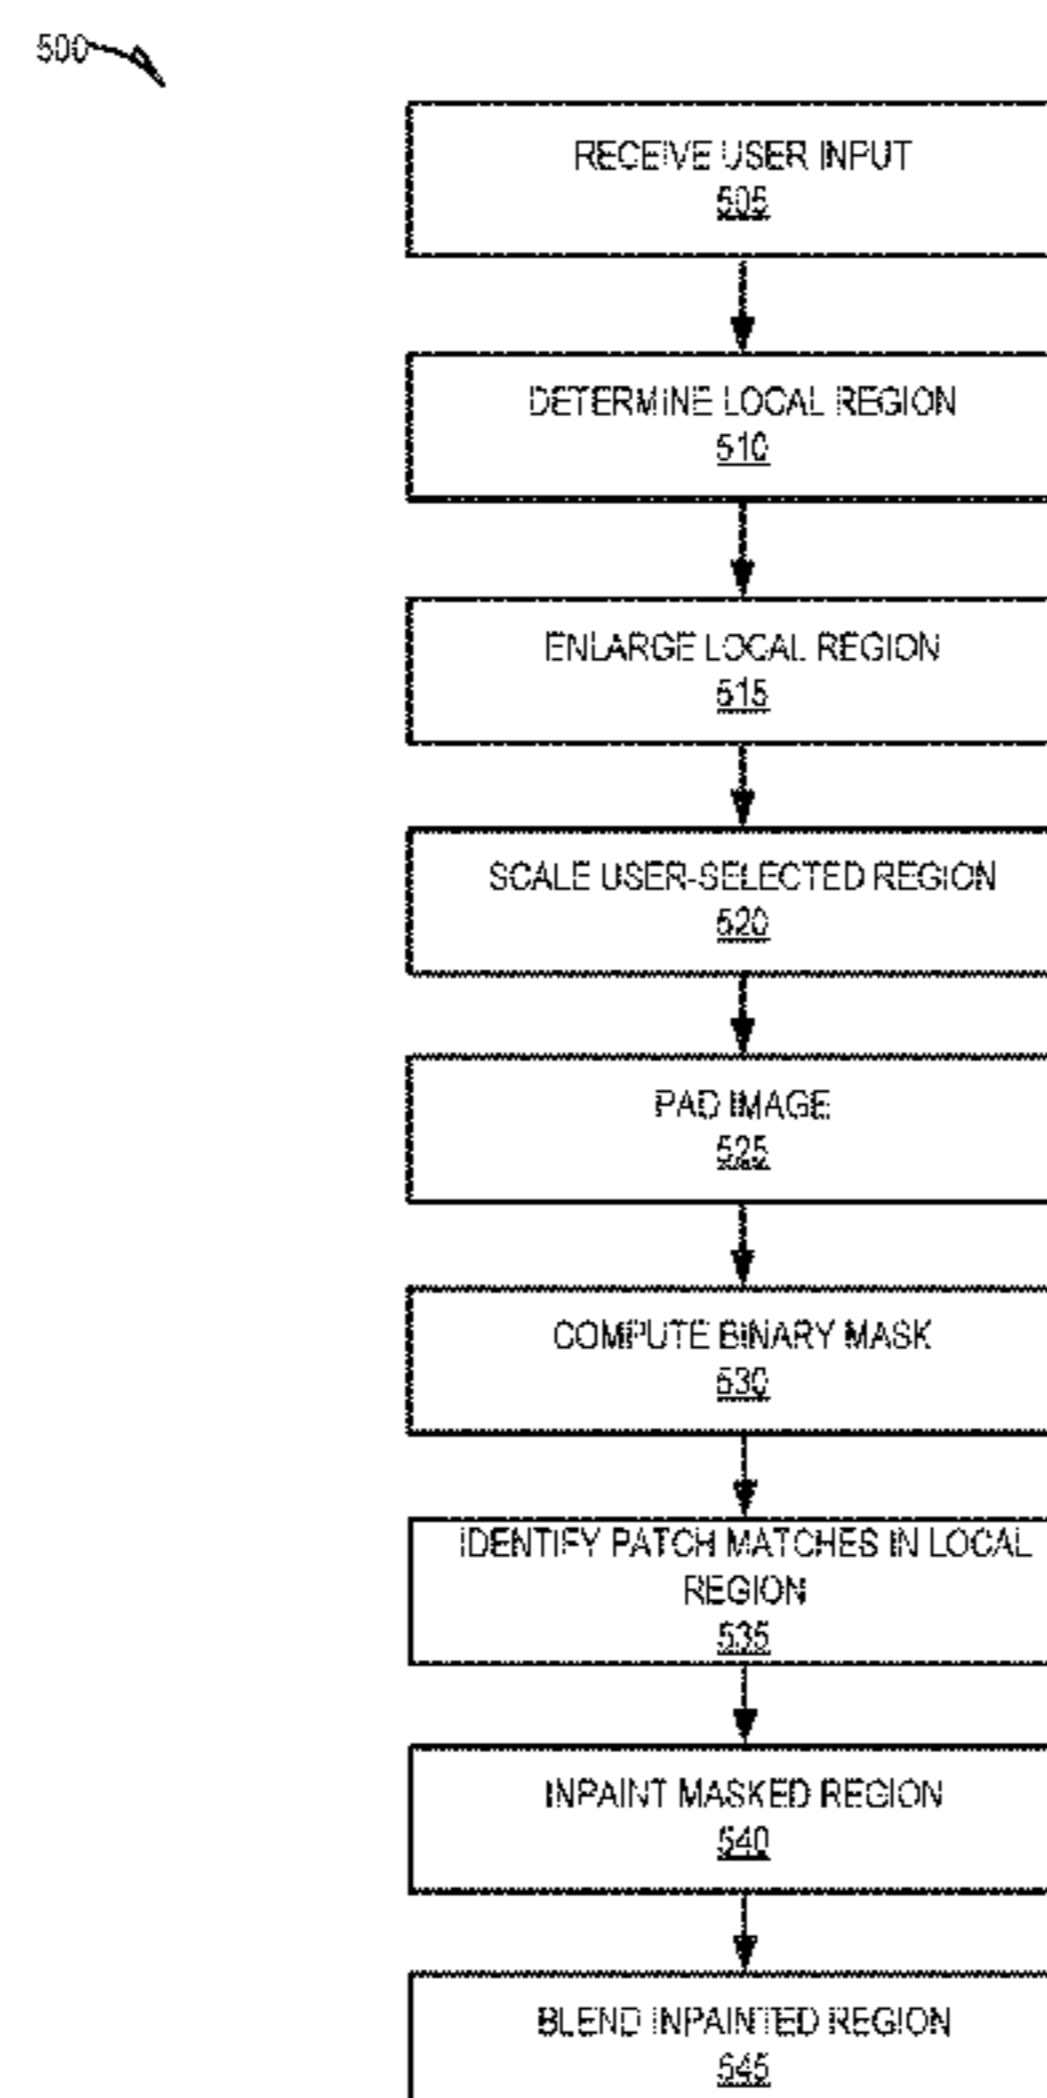 500
RECEIVE USER INPUT
505
DETERMINE LOCAL REGION
510
ENLARGE LOCAL REGION
515
SCALE USER-SELECTED REGION
520
PAD IMAGE
525
COMPUTE BINARY MASK
530
IDENTIFY PATCH MATCHES IN LOCAL
REGION
535
INPAINT MASKED REGION
540
BLEND INPAINTED REGION
545